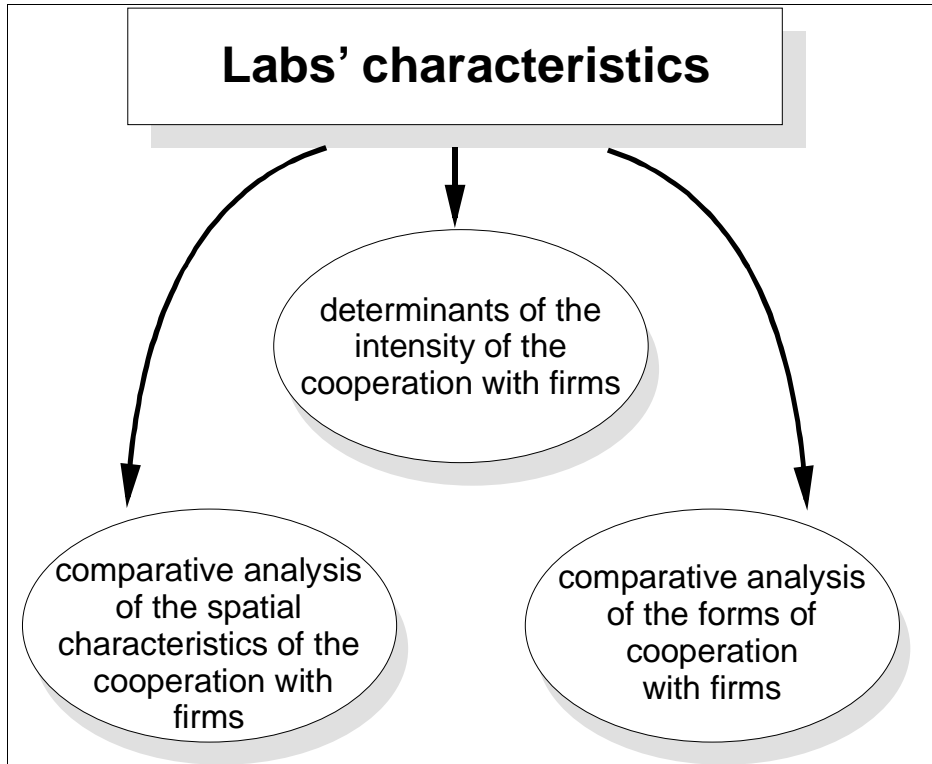 Labs’ characteristics
determinants of the
intensity of the
cooperation with firms
comparative analysis
of the spatial
characteristics of the
cooperation with
firms
comparative analysis
of the forms of
cooperation
with firms